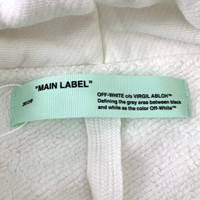 "MAIN LABEL"
OFF-WHITE c/o VIRGIL ABLOH™
Defining the gray area between black
and white as the color Off-White™